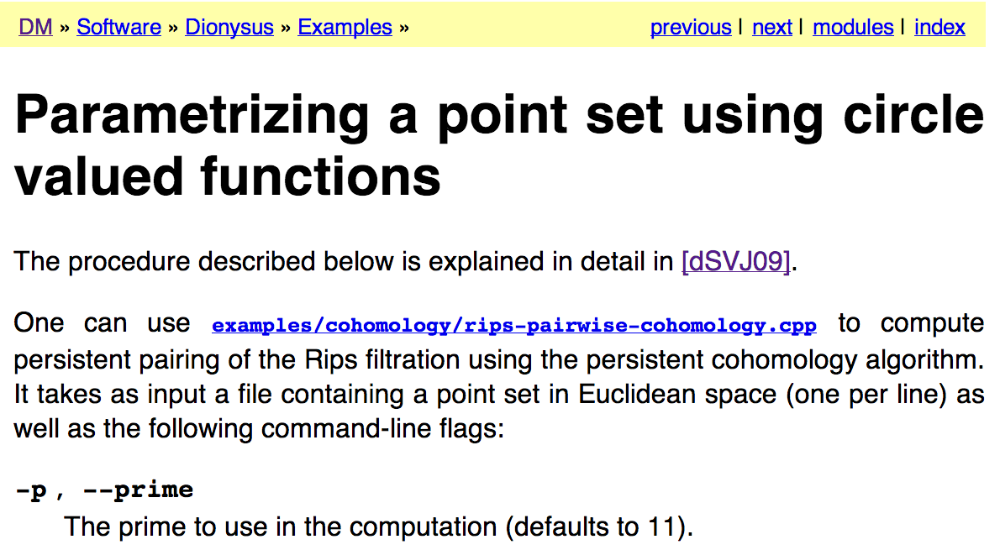 DM » Software » Dionysus » Examples » previous | next | modules | index
Parametrizing a point set using circle
valued functions
The procedure described below is explained in detail in [dSVJ09].
One can use examples/cohomology/rips-pairwise-cohomology.cpp to compute
persistent pairing of the Rips filtration using the persistent cohomology algorithm.
It takes as input a file containing a point set in Euclidean space (one per line) as
well as the following command-line flags:
-p, --prime
The prime to use in the computation (defaults to 11).